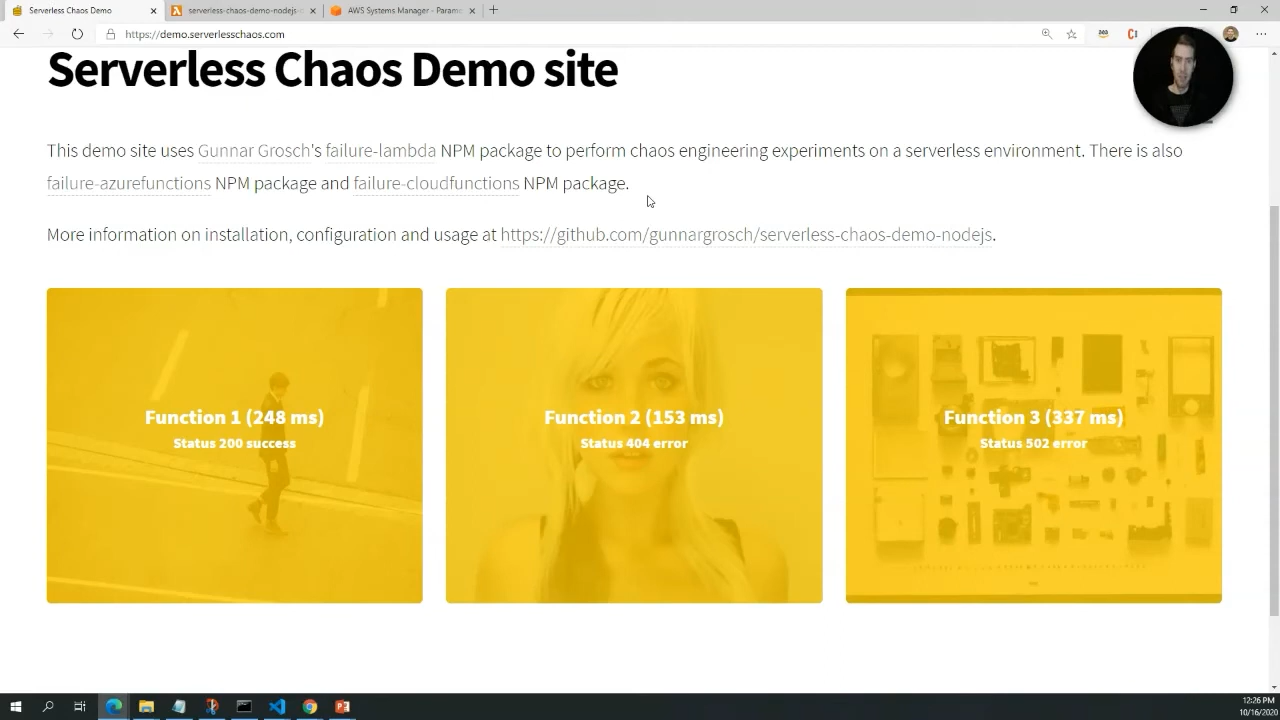 Serverless Chaos Demo
serverless-chaos-demo-nodejs-
AWS Systems Manager - Param
https://demo.serverlesschaos.com
Serverless Chaos Demo site
This demo site uses Gunnar Grosch's failure-lambda NPM package to perform chaos engineering experiments on a serverless environment. There is also
failure-azurefunctions NPM package and failure-cloudfunctions NPM package.
More information on installation, configuration and usage at https://github.com/gunnargrosch/serverless-chaos-demo-nodejs.
Function 1 (248 ms)
Status 200 success
Function 2 (153 ms)
Status 404 error
Function 3 (337 ms)
Status 502 error
12:26 PM
10/16/2020